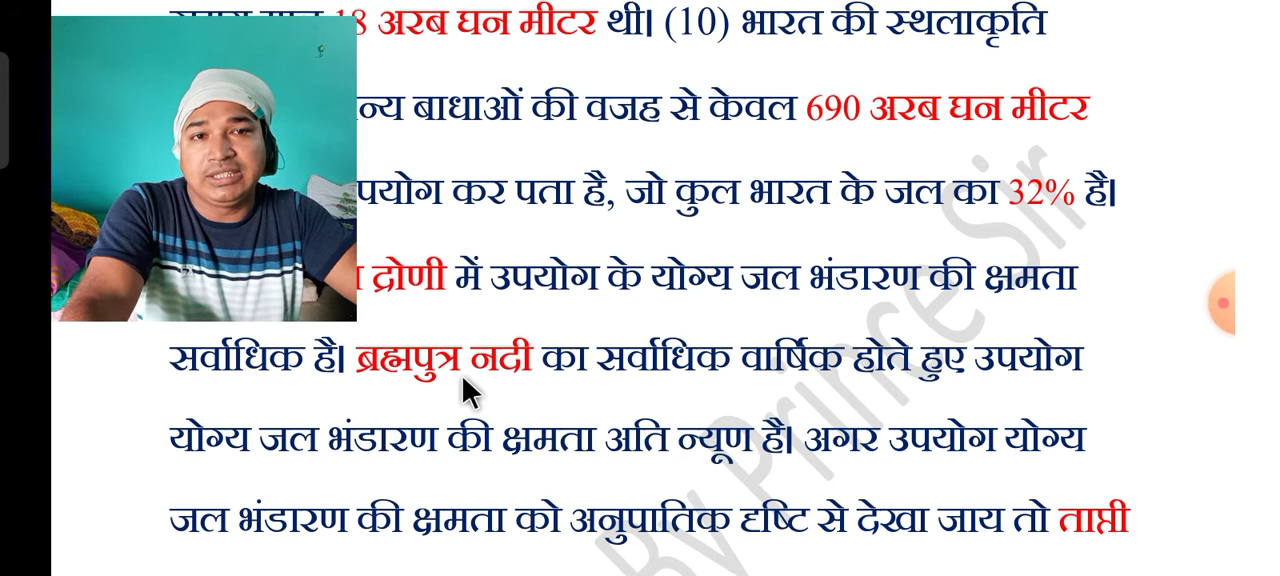 18 अरब घन मीटर थी। (10) भारत की स्थलाकृति
न्य बाधाओं की वजह से केवल 690 अरब घन मीटर
पयोग कर पता है, जो कुल भारत के जल का 32% है।
द्रोणी में उपयोग के योग्य जल भंडारण की क्षमता
सर्वाधिक है। ब्रह्मपुत्र नदी का सर्वाधिक वार्षिक होते हुए उपयोग
योग्य जल भंडारण की क्षमता अति न्यूण है। अगर उपयोग योग्य
जल भंडारण की क्षमता को अनुपातिक दृष्टि से देखा जाय तो ताप्ती
By Prince Sir